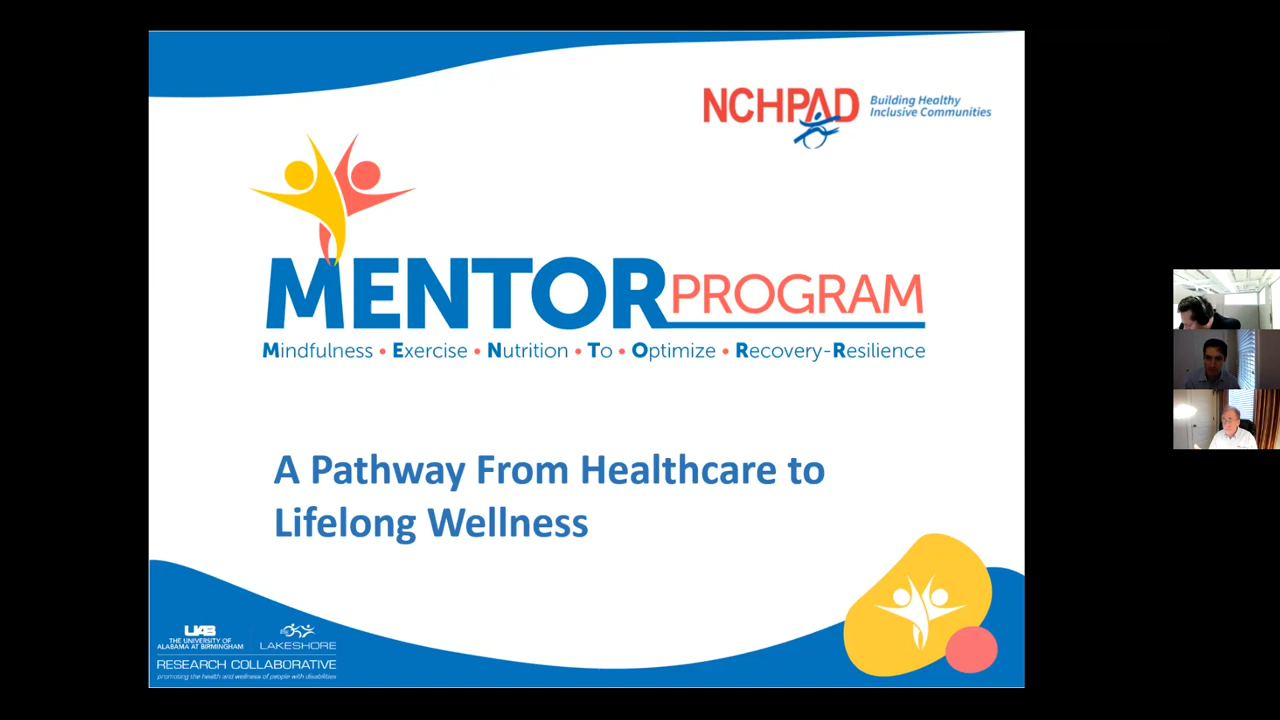 NCHPAD
Building Healthy
Inclusive Communities
MENTOR PROGRAM
Mindfulness • Exercise • Nutrition • To • Optimize • Recovery-Resilience
A Pathway From Healthcare to
Lifelong Wellness
UAB
THE UNIVERSITY OF
ALABAMA AT BIRMINGHAM
LAKESHORE
RESEARCH COLLABORATIVE
promoting the health and wellness of people with disabilities